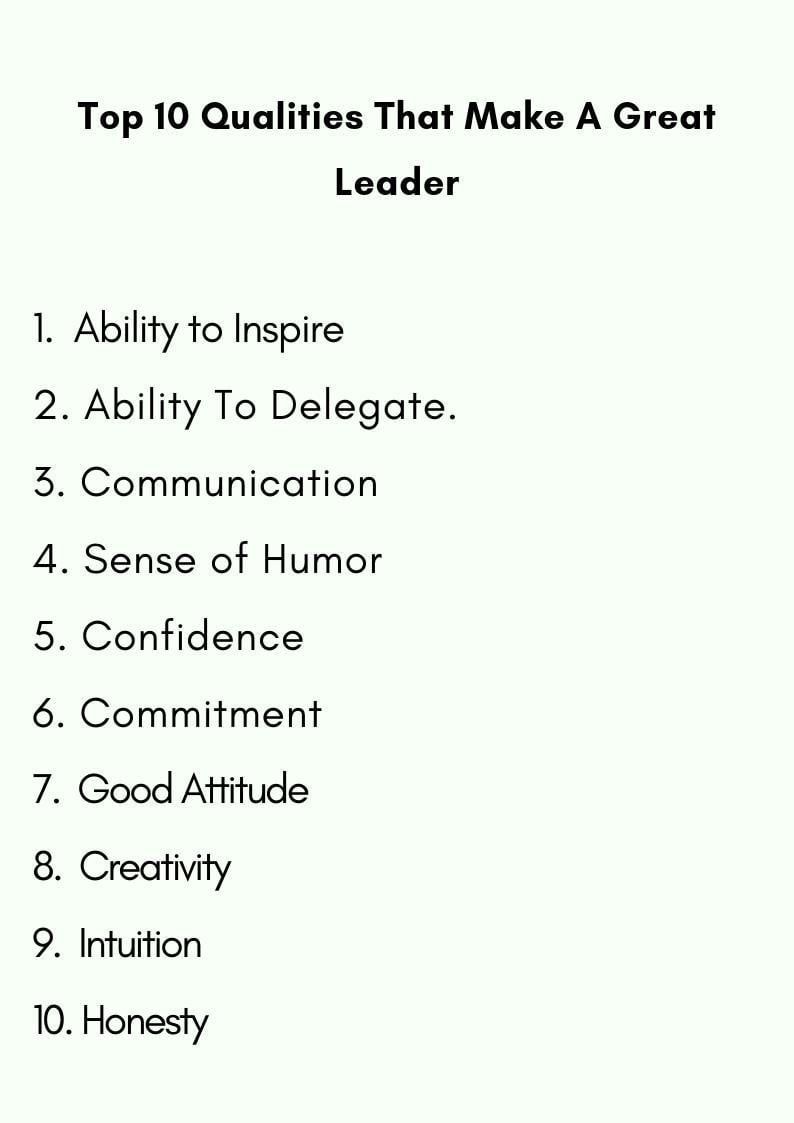 Top 10 Qualities That Make A Great
Leader
1. Ability to Inspire
2. Ability To Delegate.
3. Communication
4. Sense of Humor
5. Confidence
6. Commitment
7. Good Attitude
8. Creativity
9. Intuition
10. Honesty